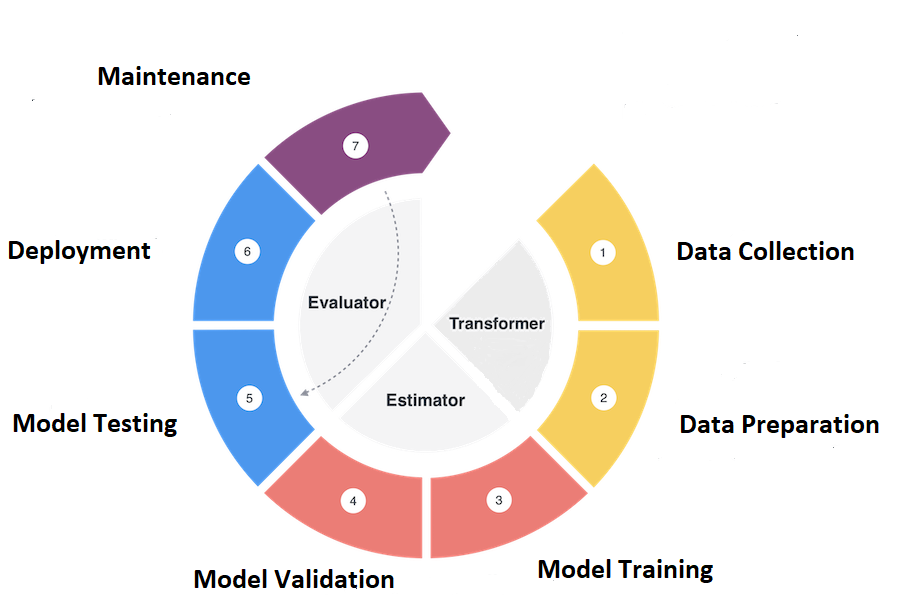 Maintenance
7
Deployment
6
1
Data Collection
Evaluator
Transformer
Estimator
5
2
Model Testing
Data Preparation
4
3
Model Validation
Model Training